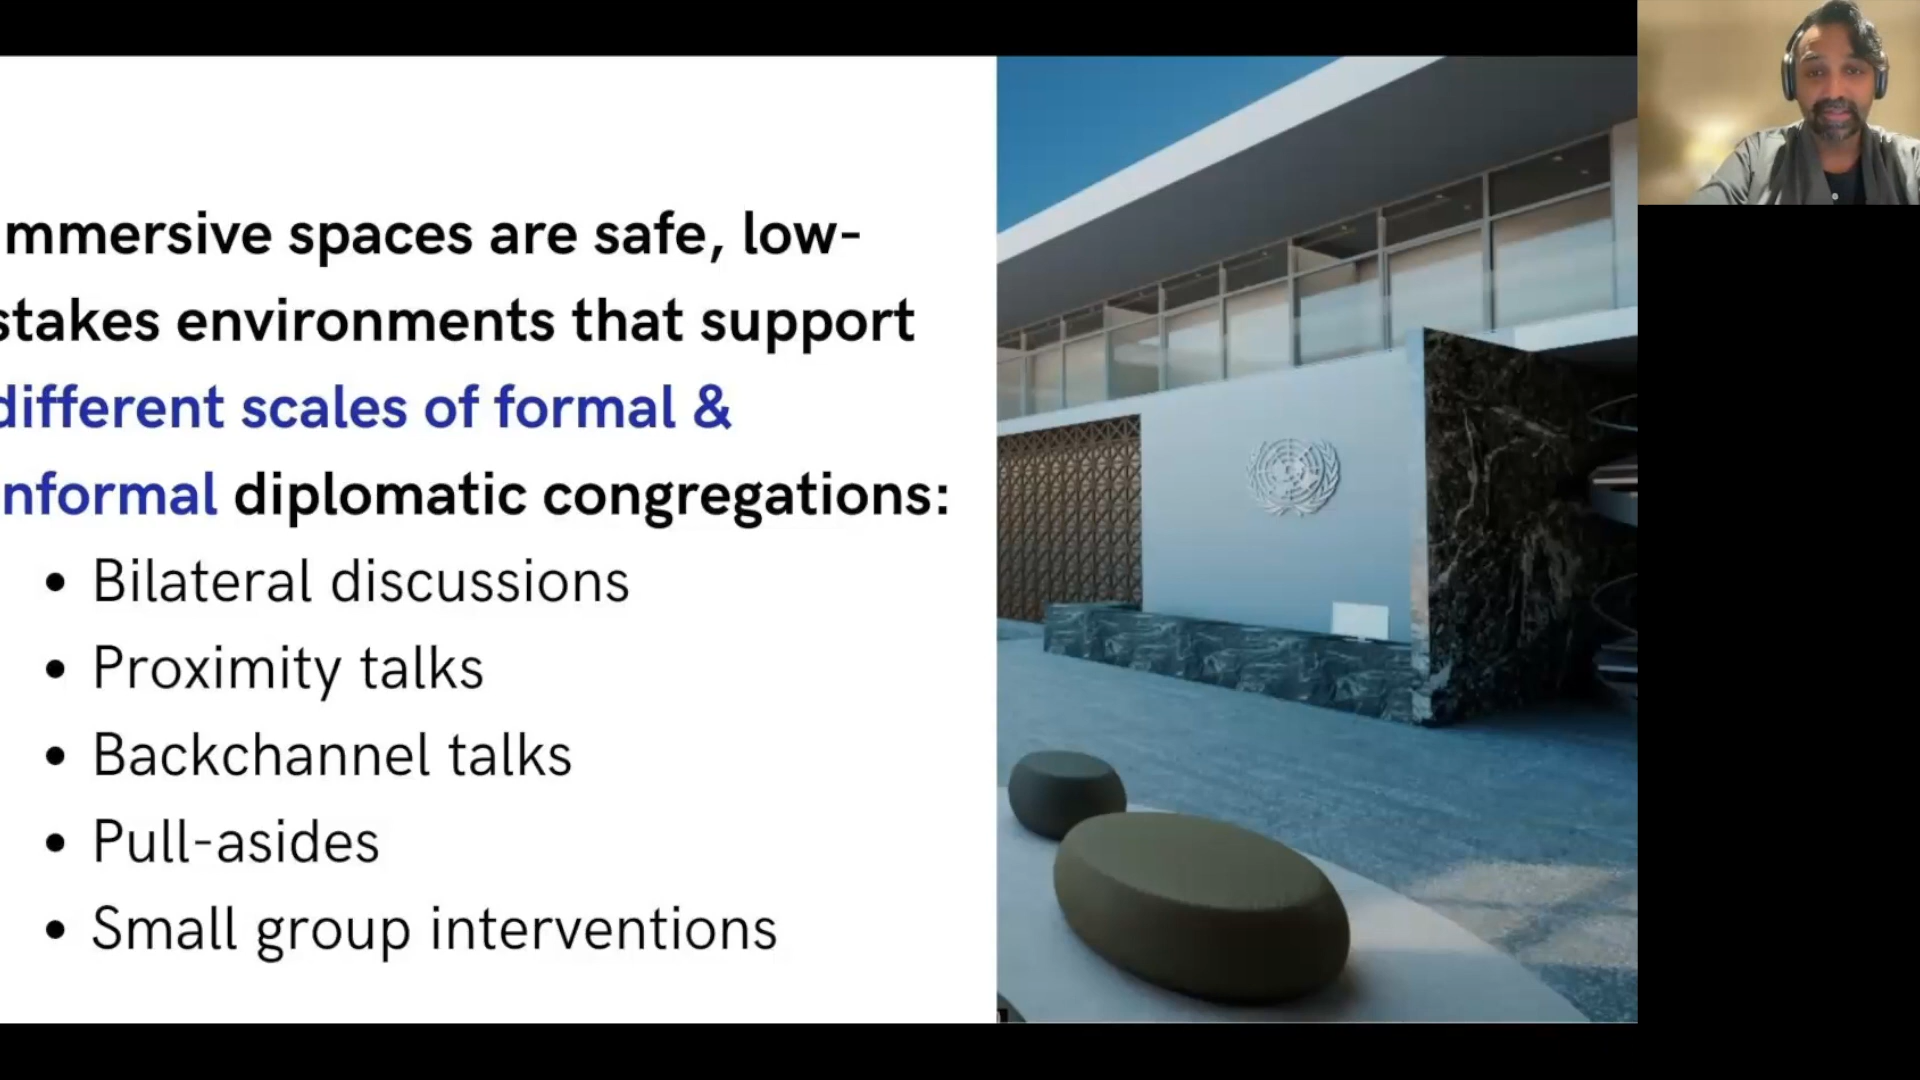 mmersive spaces are safe, low-
stakes environments that support
different scales of formal &
nformal diplomatic congregations:
• Bilateral discussions
• Proximity talks
• Backchannel talks
• Pull-asides
• Small group interventions